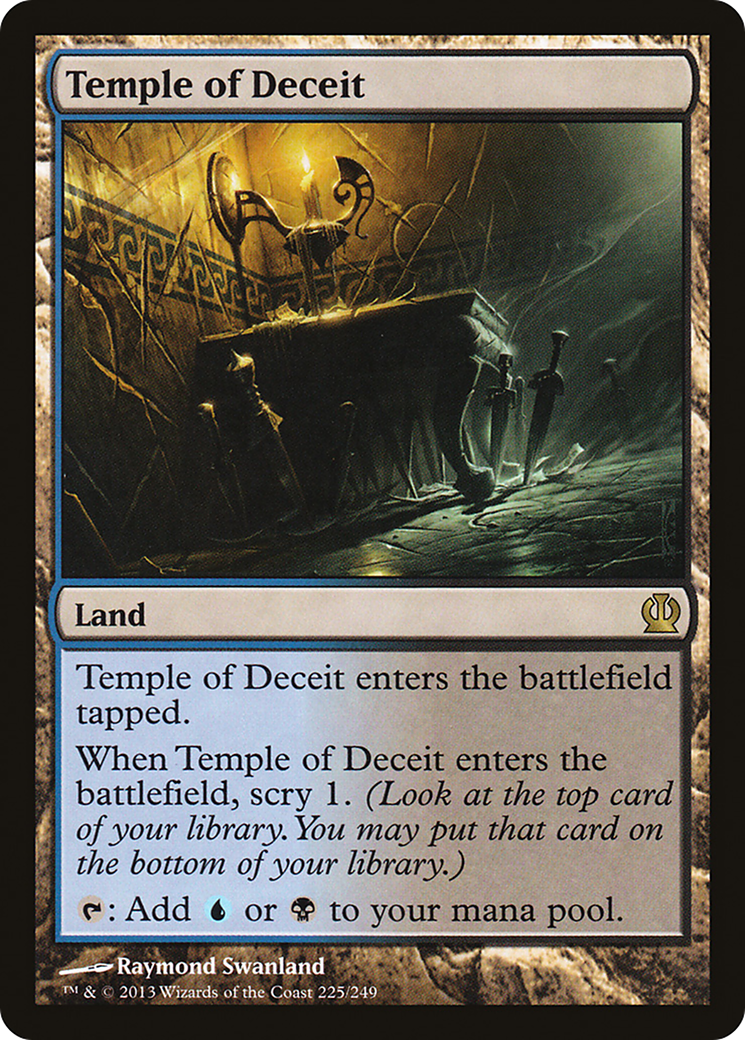 Temple of Deceit
Land
Temple of Deceit enters the battlefield
tapped.
When Temple of Deceit enters the
battlefield, scry 1. (Look at the top card
of your library. You may put that card on
the bottom of your library.)
: Add or to your mana pool.
Raymond Swanland
™ & © 2013 Wizards of the Coast 225/249